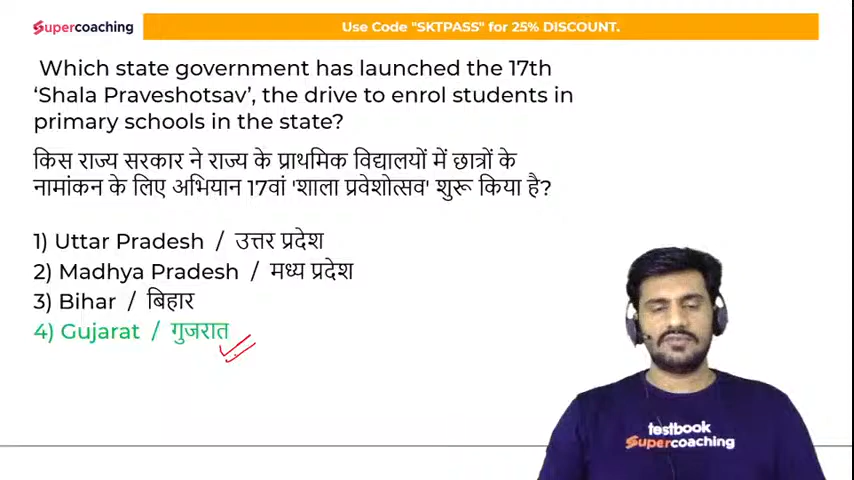 Supercoaching
Use Code "SKTPASS" for 25% DISCOUNT.
Which state government has launched the 17th
‘Shala Praveshotsav’, the drive to enrol students in
primary schools in the state?
किस राज्य सरकार ने राज्य के प्राथमिक विद्यालयों में छात्रों के
नामांकन के लिए अभियान 17वां 'शाला प्रवेशोत्सव' शुरू किया है?
1) Uttar Pradesh / उत्तर प्रदेश
2) Madhya Pradesh / मध्य प्रदेश
3) Bihar / बिहार
4) Gujarat / गुजरात
testbook
Supercoaching